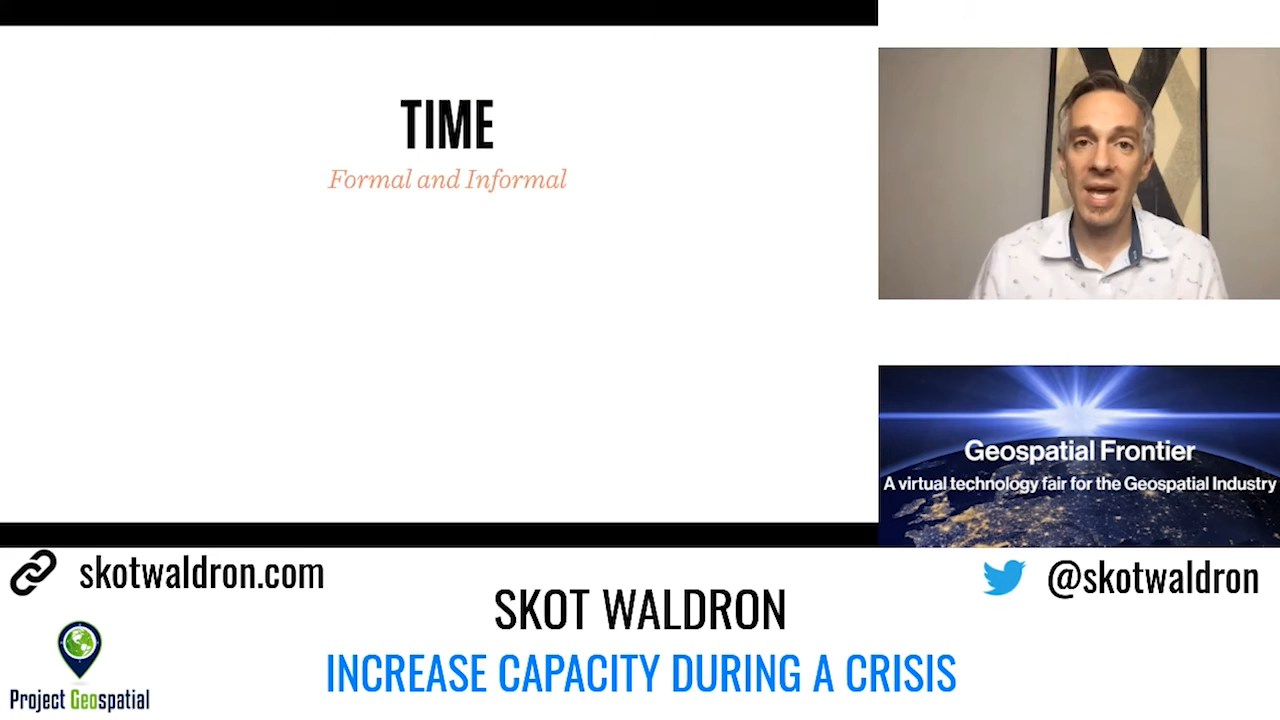 TIME
Formal and Informal
Geospatial Frontier
A virtual technology fair for the Geospatial Industry
skotwaldron.com
@skotwaldron
SKOT WALDRON
INCREASE CAPACITY DURING A CRISIS
Project Geospatial